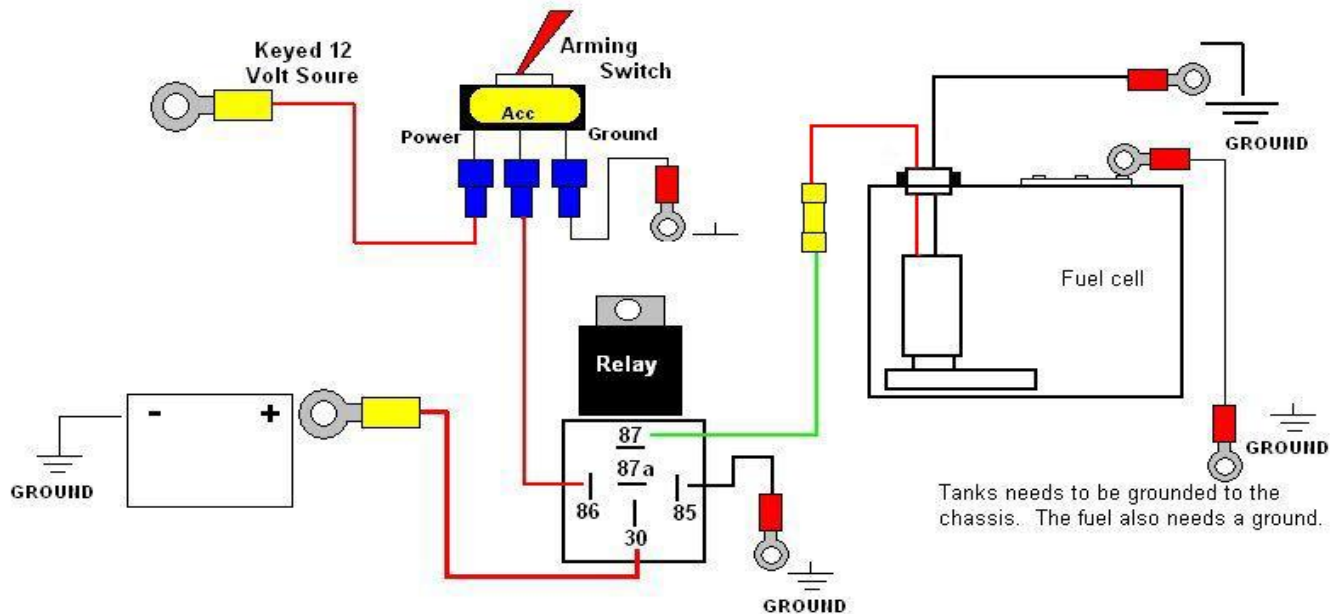 Keyed 12
Volt Soure
Arming
Switch
Acc
Power
Ground
GROUND
Fuel cell
Relay
- +
GROUND
87
87a
86
85
30
GROUND
GROUND
Tanks needs to be grounded to the
chassis. The fuel also needs a ground.